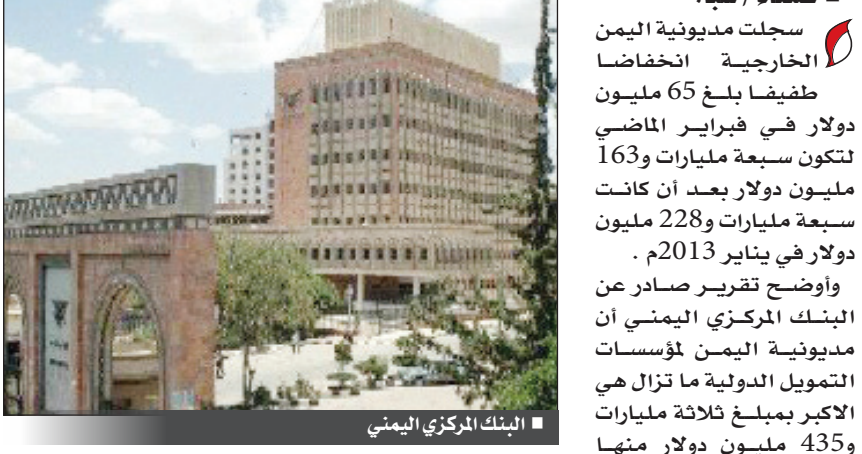 سجلت مديونية اليمن
الخارجية انخفاضا
طفيفا بلغ 65 مليون
دولار في فبراير الماضي
لتكون سبعة مليارات و163
مليون دولار بعد أن كانت
سبعة مليارات و228 مليون
دولار في يناير 2013م .
وأوضح تقرير صادر عن
البنك المركزي اليمني أن
مديونية اليمن لمؤسسات
التمويل الدولية ما تزال هي
الاكبر بمبلغ ثلاثة مليارات
و435 مليون دولار منها
■ البنك المركزي اليمني